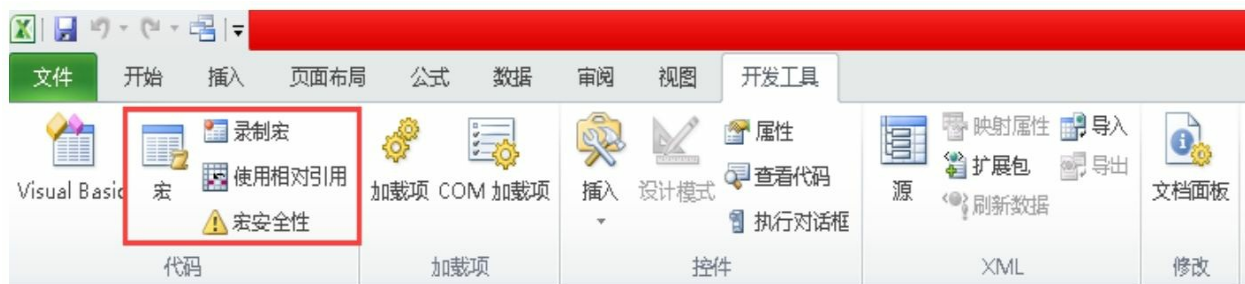 文件 开始 插入 页面布局 公式 数据 审阅 视图 开发工具
Visual Basic 宏 录制宏
使用相对引用
宏安全性
代码
加载项 COM 加载项
加载项
插入 设计模式 属性
查看代码
执行对话框
控件
源 映射属性 导入
扩展包 导出
刷新数据
XML
文档面板
修改